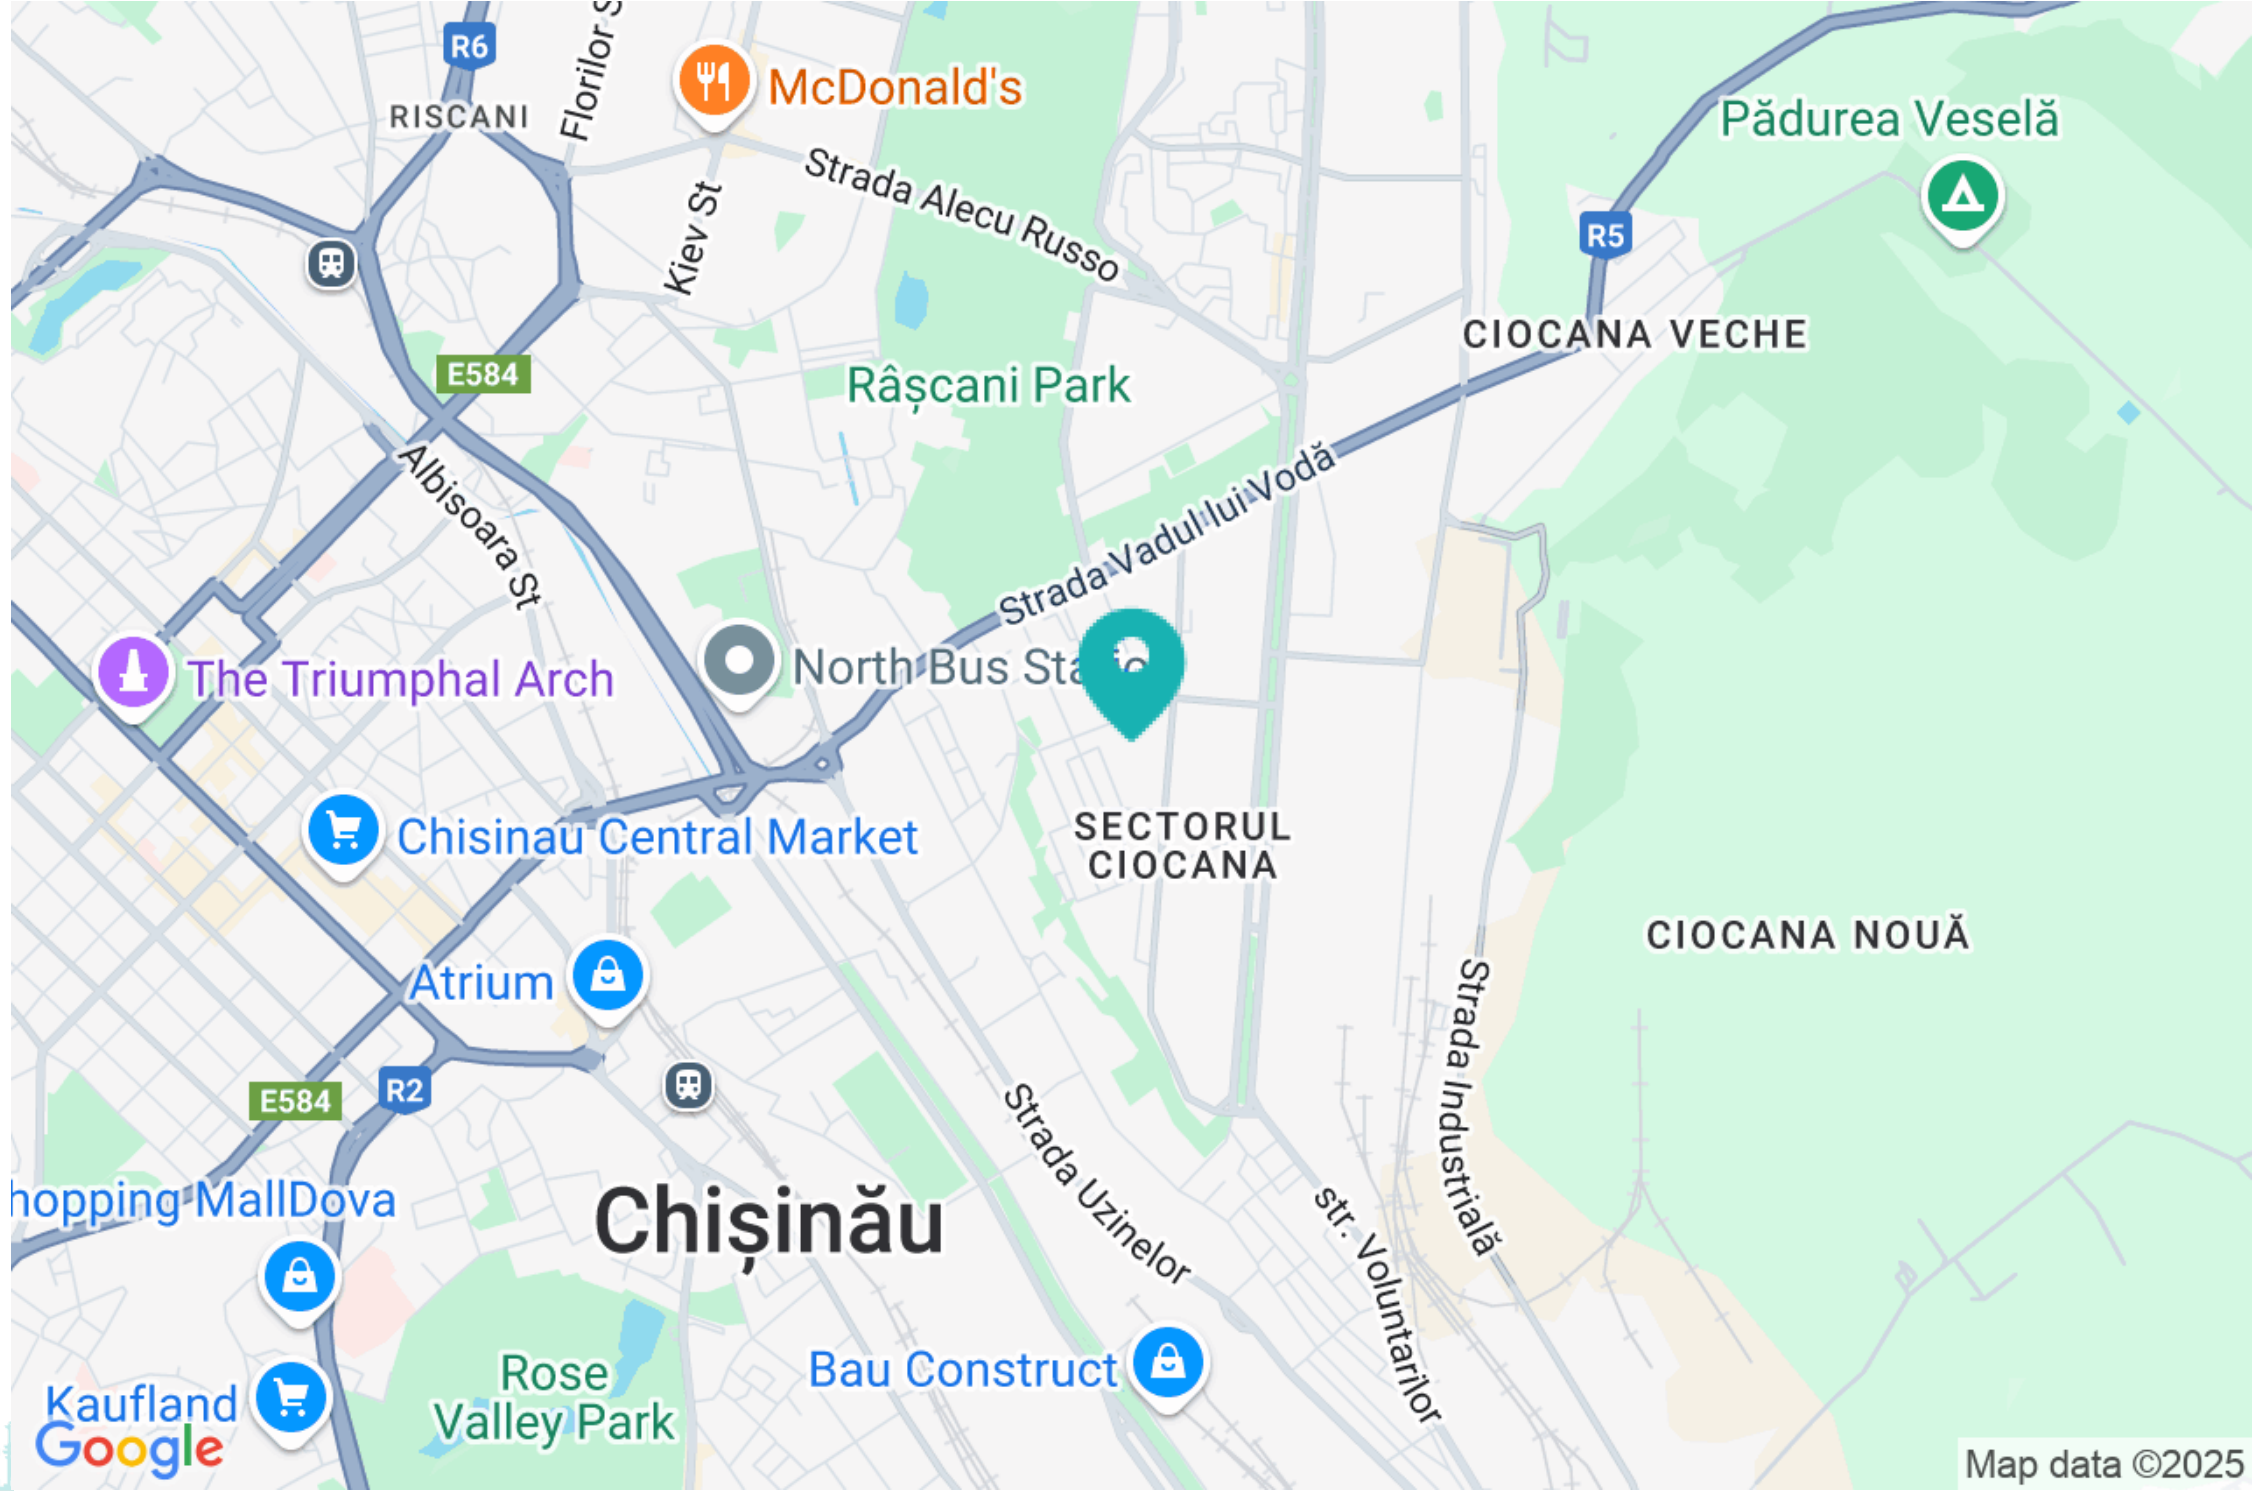 R6
Florilor S
McDonald's
RISCANI
Pădurea Veselă
Strada Alecu Russo
Kiev St
R5
CIOCANA VECHE
E584
Râșcani Park
Albisoara St
Strada Vadul lui Vodă
North Bus Statio
The Triumphal Arch
Chisinau Central Market
SECTORUL
CIOCANA
CIOCANA NOUĂ
Atrium
Strada Industrială
R2
E584
Strada Uzinelor
hopping MallDova
Chișinău
str. Voluntarilor
Bau Construct
Rose
Valley Park
Kaufland
Google
Map data ©2025